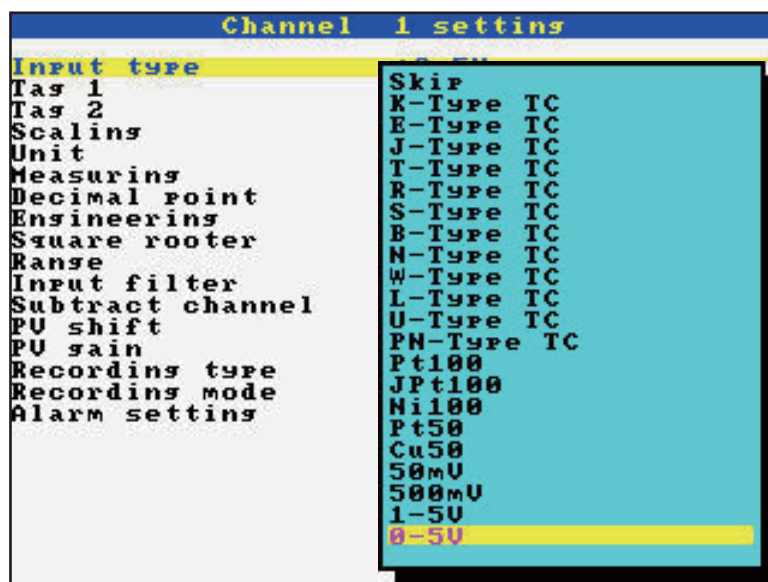 Channel 1 setting
Input type
Tag 1
Tag 2
Scaling
Unit
Measuring
Decimal point
Engineering
Square rooter
Range
Input filter
Subtract channel
PV shift
PV gain
Recording type
Recording mode
Alarm setting
Skip
K-Type TC
E-Type TC
J-Type TC
T-Type TC
R-Type TC
S-Type TC
B-Type TC
N-Type TC
W-Type TC
L-Type TC
U-Type TC
PN-Type TC
Pt100
JPt100
Ni100
Pt50
Cu50
50mV
500mV
1-5V
0-5V